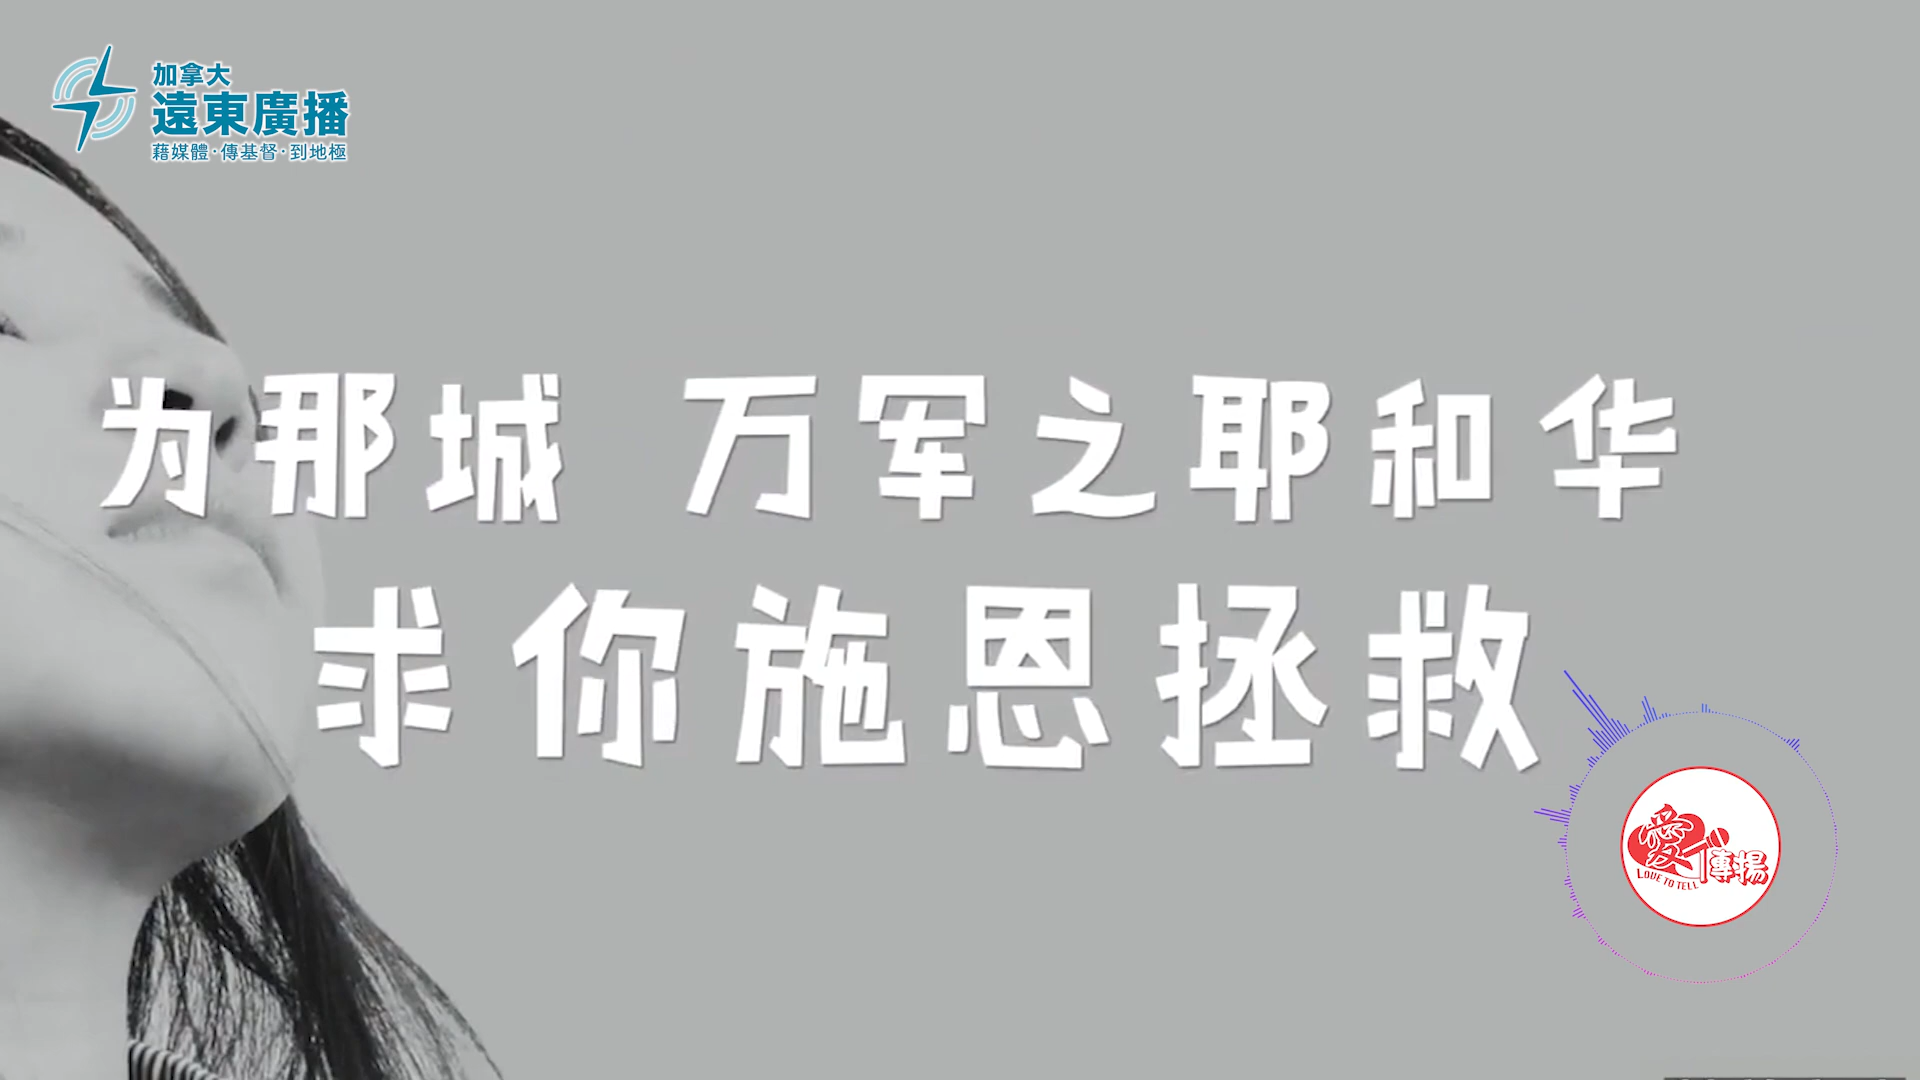 加拿大
遠東廣播
藉媒體·傳基督·到地極
为那城 万军之耶和华
求你施恩拯救
愛傳揚
LOVE TO TELL